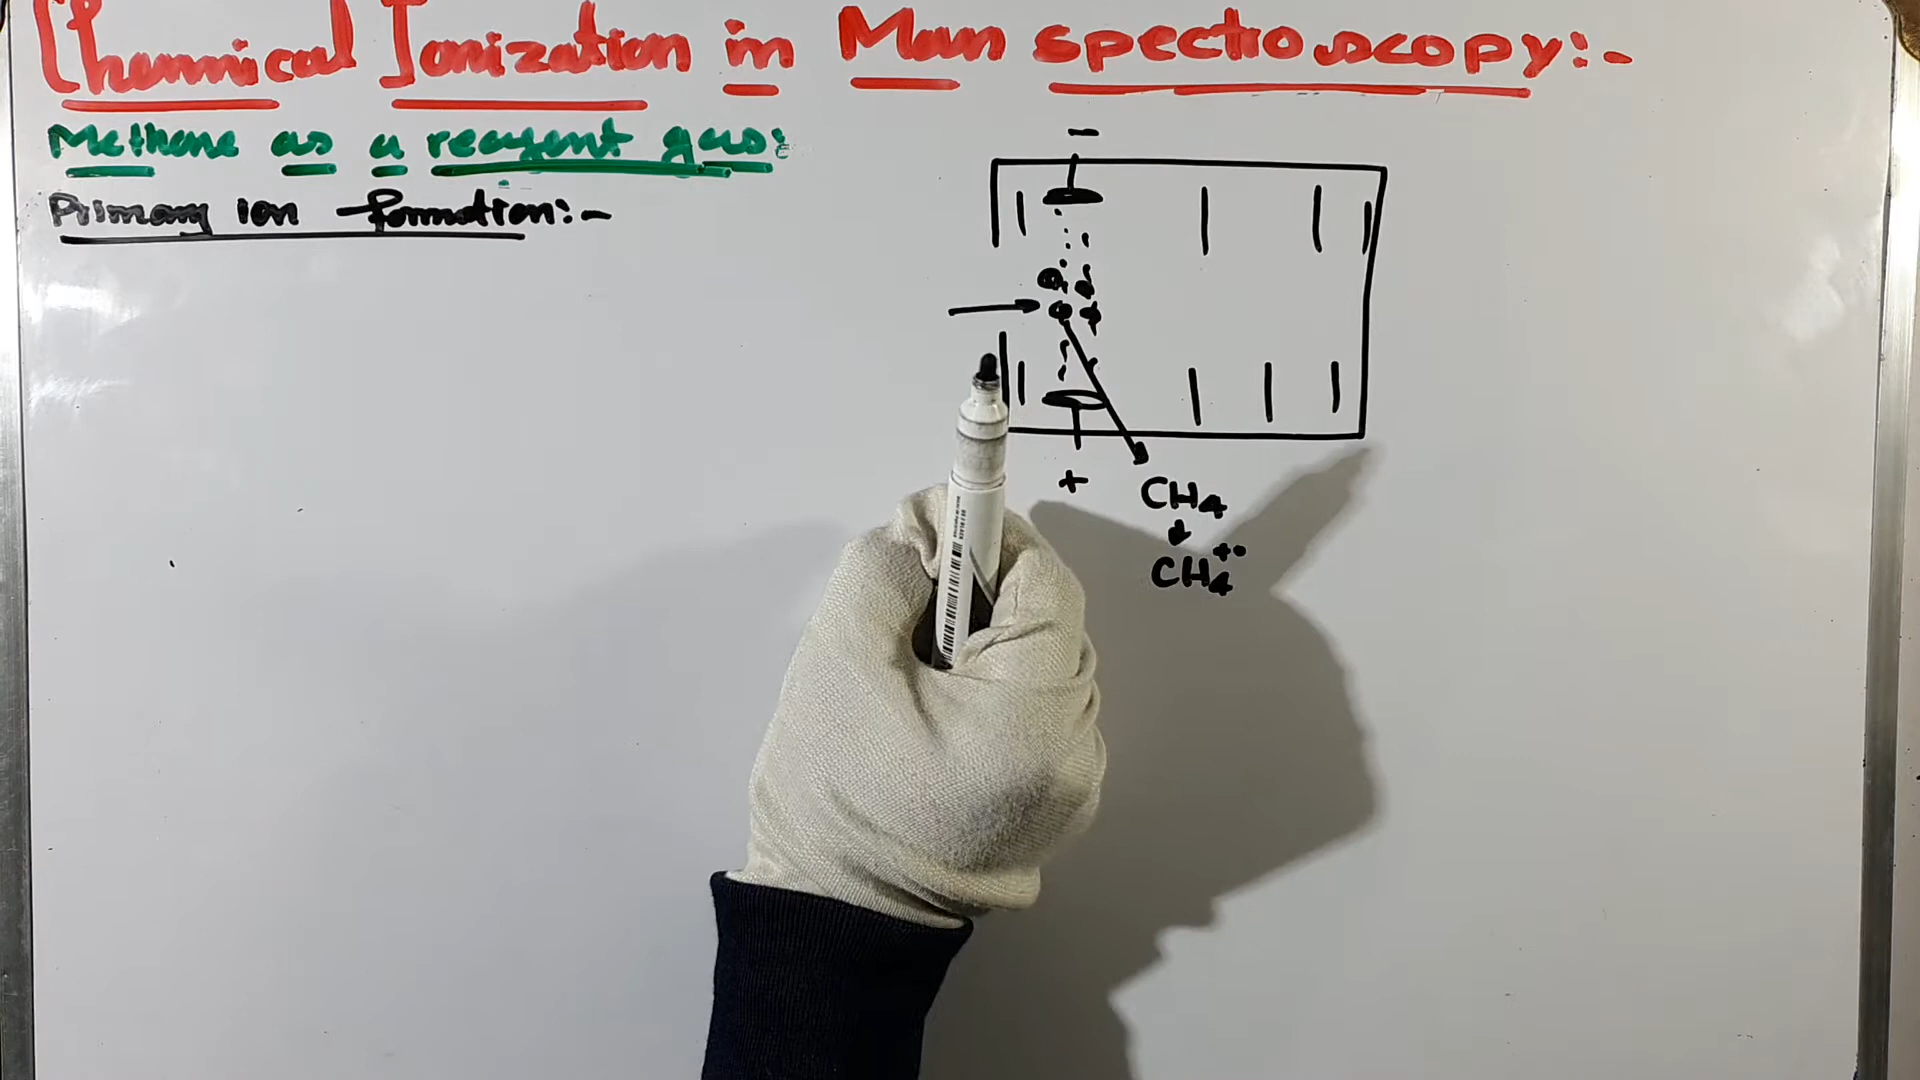 Chemical Ionization in Mass spectroscopy:-
Methane as a reagent gas:
Primary ion formation:-
-
+
CH4
CH4+•